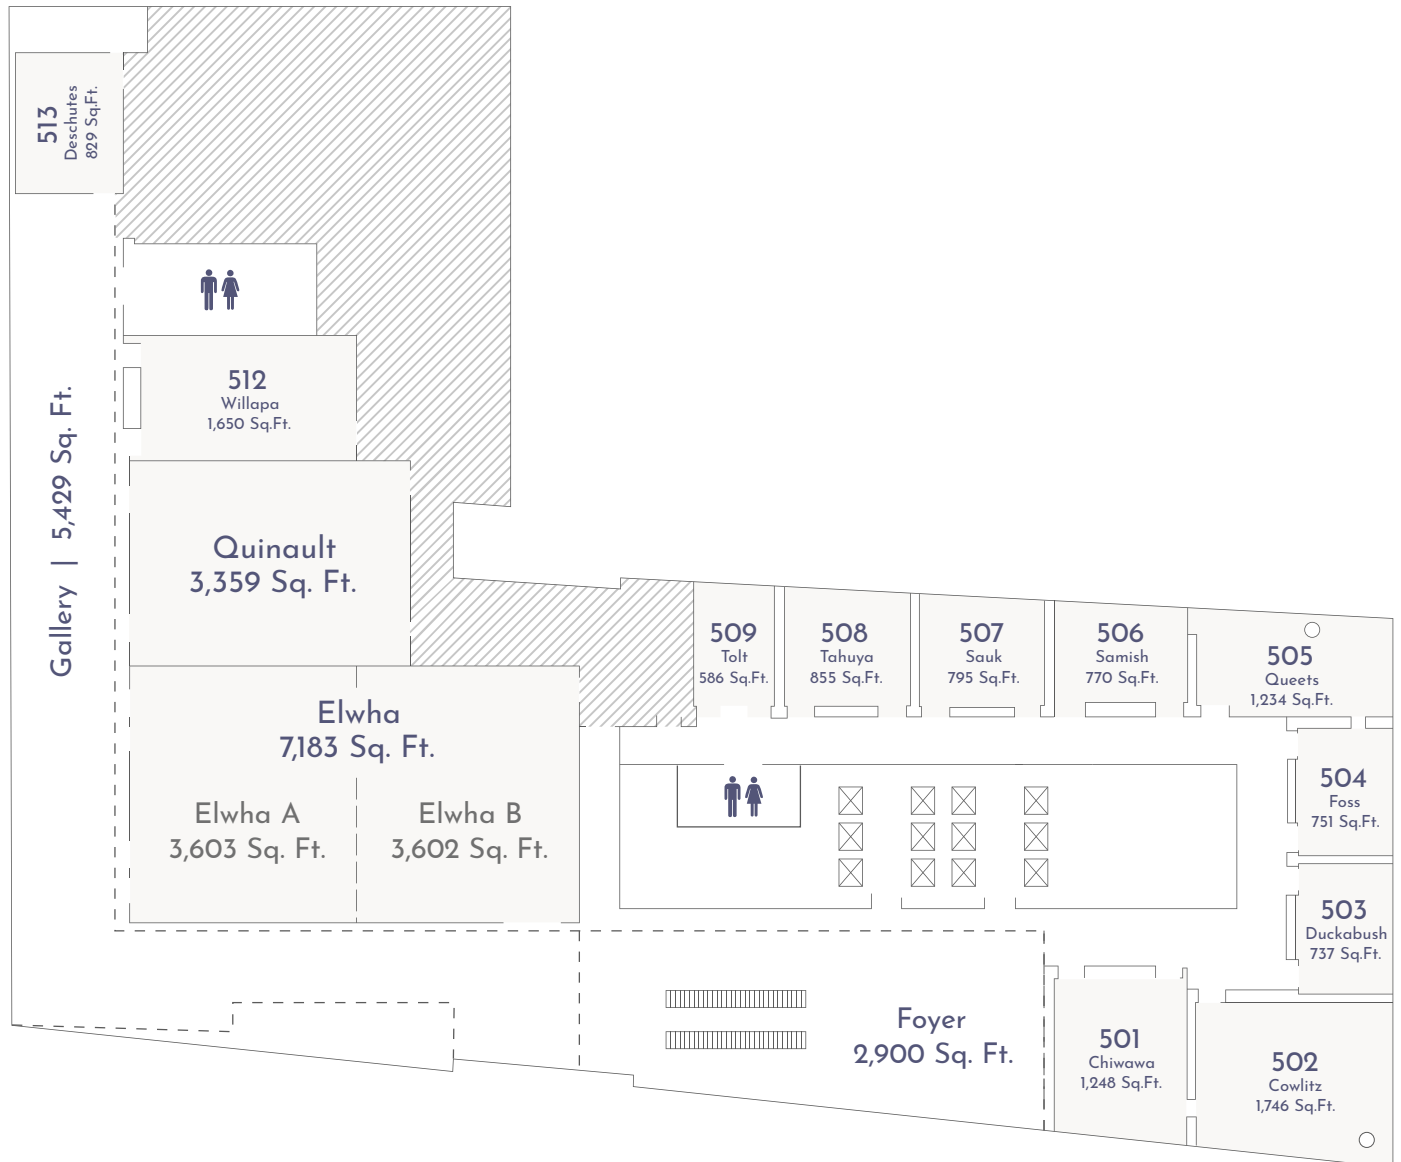 513
Deschutes
829 Sq.Ft.
512
Willapa
1,650 Sq.Ft.
Gallery | 5,429 Sq. Ft.
Quinault
3,359 Sq. Ft.
509
Tolt
586 Sq.Ft.
508
Tahuya
855 Sq.Ft.
507
Sauk
795 Sq.Ft.
506
Samish
770 Sq.Ft.
505
Queets
1,234 Sq.Ft.
Elwha
7,183 Sq. Ft.
Elwha A
3,603 Sq. Ft.
Elwha B
3,602 Sq. Ft.
504
Foss
751 Sq.Ft.
503
Duckabush
737 Sq.Ft.
Foyer
2,900 Sq. Ft.
501
Chiwawa
1,248 Sq.Ft.
502
Cowlitz
1,746 Sq.Ft.